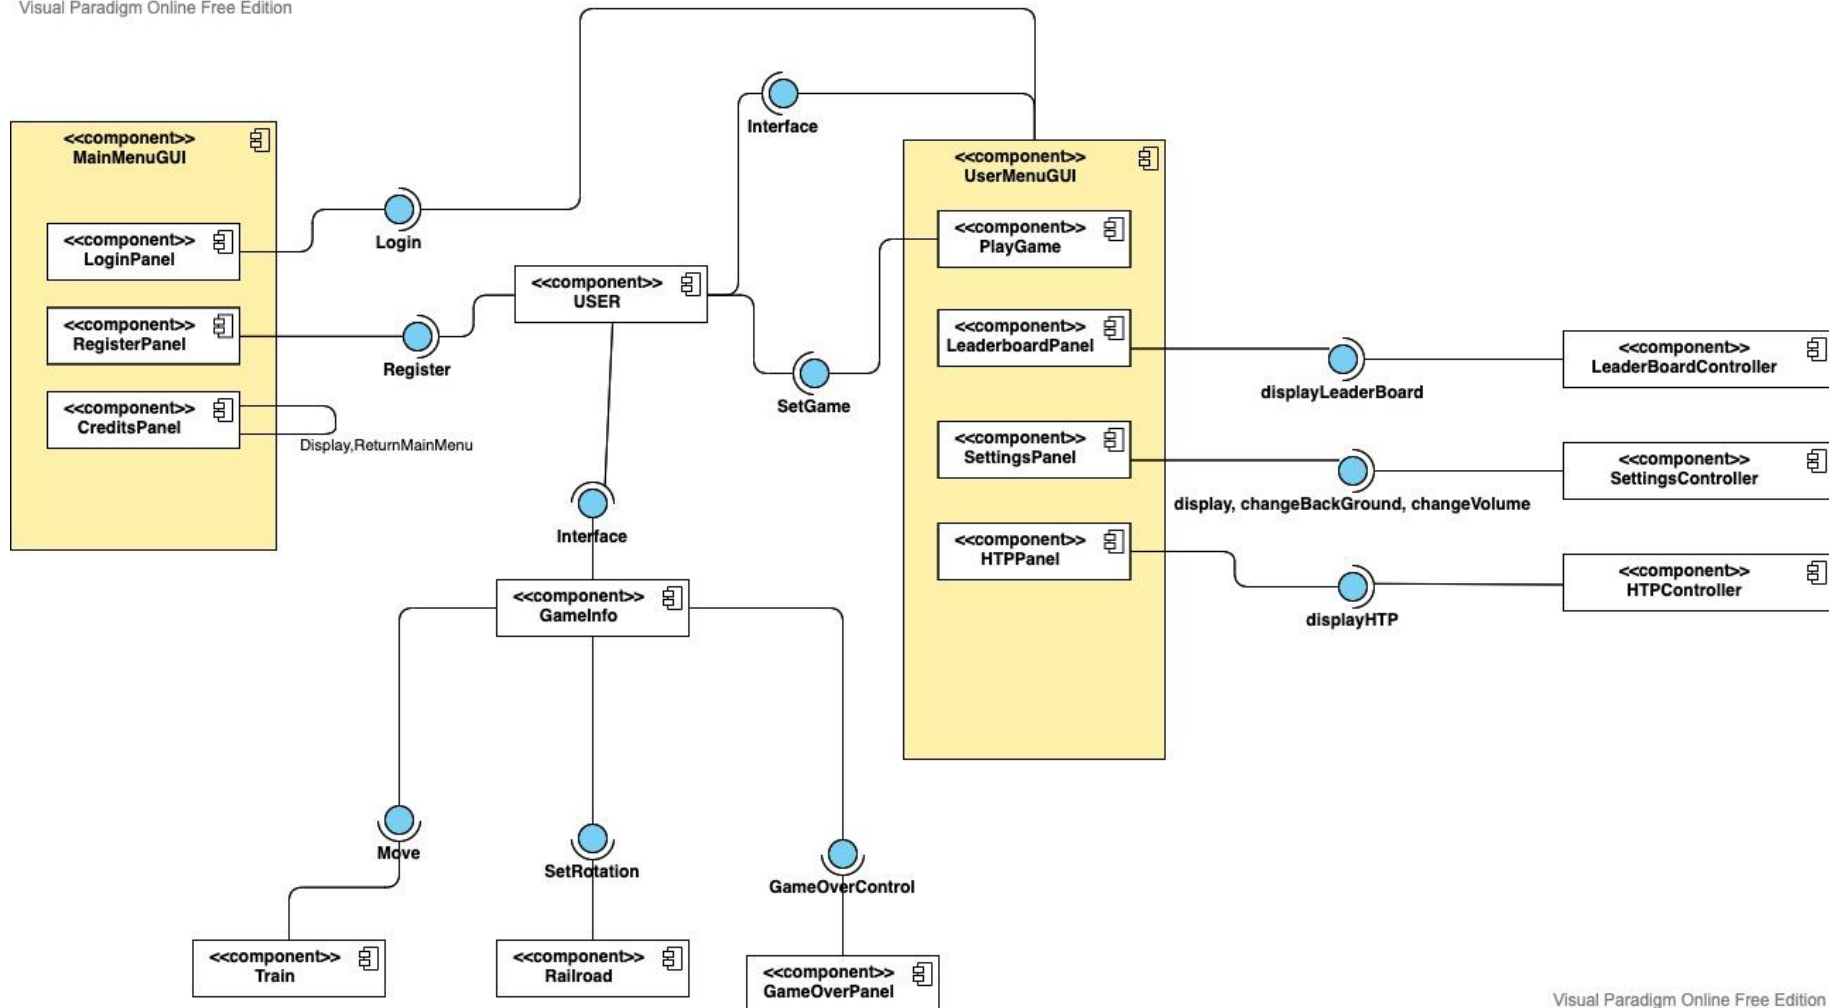 Visual Paradigm Online Free Edition
Interface
<<component>>
MainMenuGUI
<<component>>
UserMenuGUI
<<component>>
LoginPanel
Login
<<component>>
PlayGame
<<component>>
USER
<<component>>
RegisterPanel
Register
<<component>>
LeaderboardPanel
<<component>>
LeaderBoardController
displayLeaderBoard
SetGame
<<component>>
CreditsPanel
Display,ReturnMainMenu
<<component>>
SettingsPanel
<<component>>
SettingsController
display, changeBackGround, changeVolume
Interface
<<component>>
HTPPanel
<<component>>
HTPController
displayHTP
<<component>>
GameInfo
Move
SetRotation
GameOverControl
<<component>>
Train
<<component>>
Railroad
<<component>>
GameOverPanel
Visual Paradigm Online Free Edition